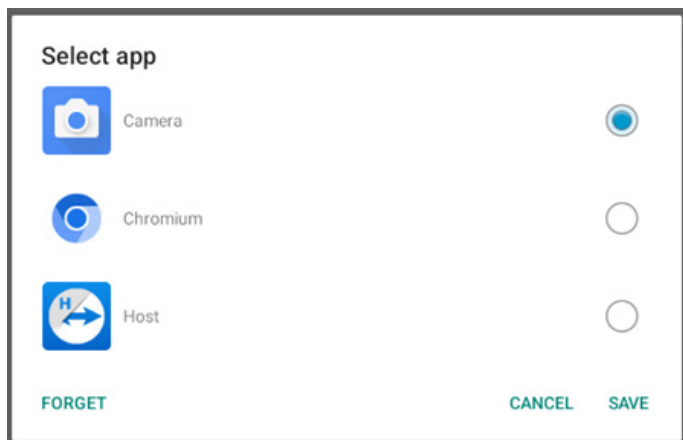 Select app
Camera
Chromium
H
Host
FORGET CANCEL SAVE